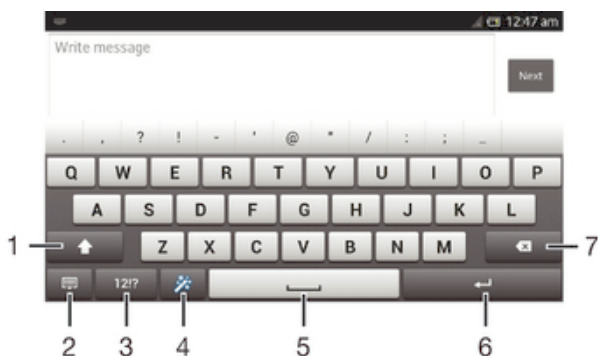 12:47 am
Write message
Next
. , ? ! - ' @ " / : ; _
Q W E R T Y U I O P
A S D F G H J K L
1 Z X C V B N M 7
12!?
2 3 4 5 6